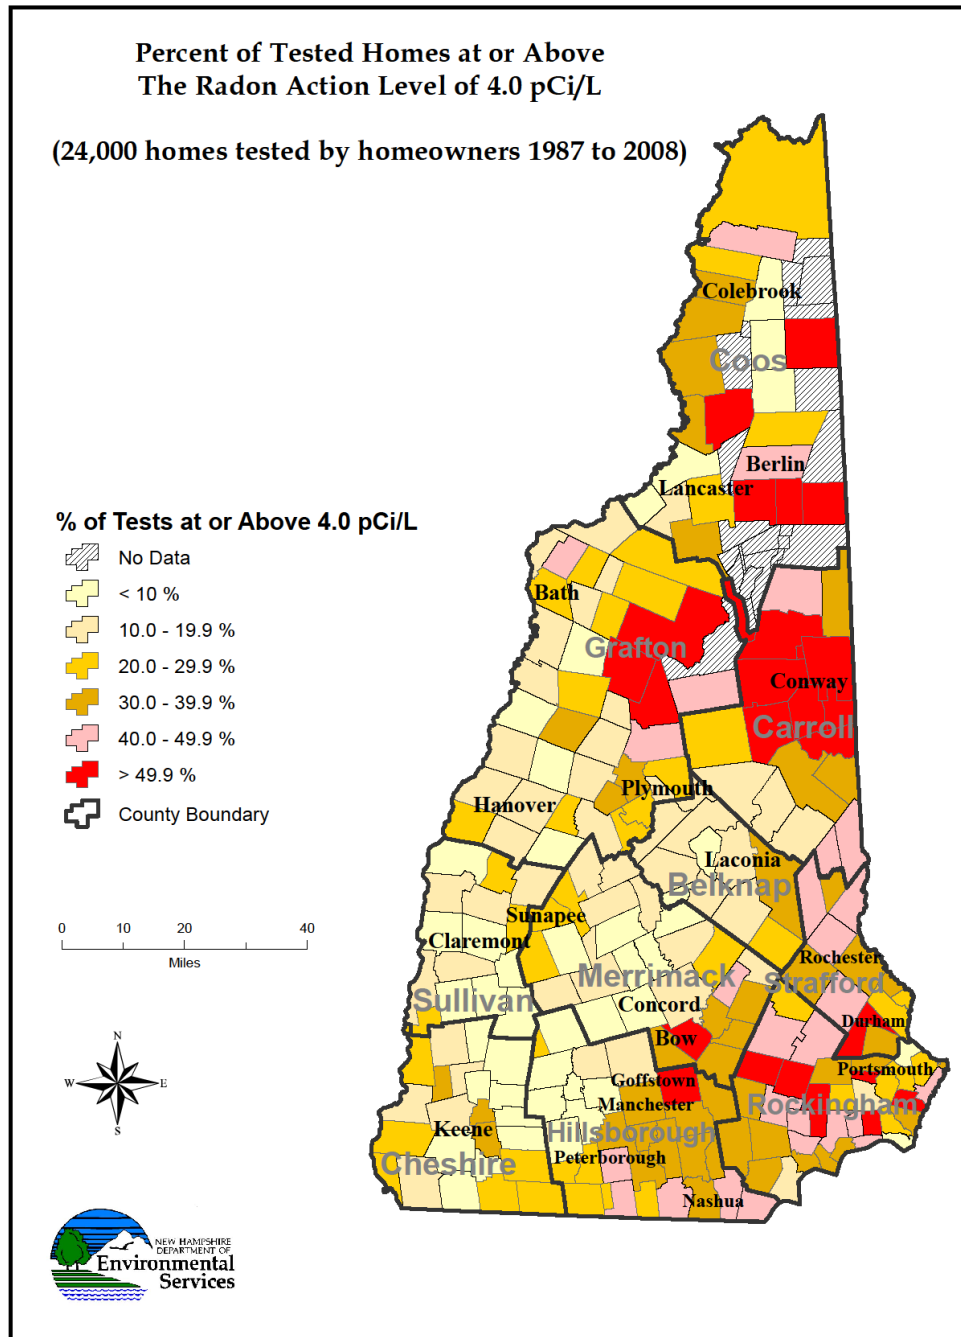 Percent of Tested Homes at or Above
The Radon Action Level of 4.0 pCi/L
(24,000 homes tested by homeowners 1987 to 2008)
Colebrook
Coos
Berlin
Lancaster
% of Tests at or Above 4.0 pCi/L
No Data
< 10 %
10.0 - 19.9 %
20.0 - 29.9 %
30.0 - 39.9 %
40.0 - 49.9 %
> 49.9 %
County Boundary
Bath
Grafton
Conway
Carroll
Plymouth
Hanover
Laconia
Belknap
Sunapee
Claremont
0 10 20 40
Miles
Rochester
Merrimack
Strafford
Sullivan
Concord
Durham
Bow
N
W E
S
Portsmouth
Goffstown
Manchester
Rockingham
Keene
Hillsborough
Peterborough
Cheshire
Nashua
NEW HAMPSHIRE
DEPARTMENT OF
Environmental
Services